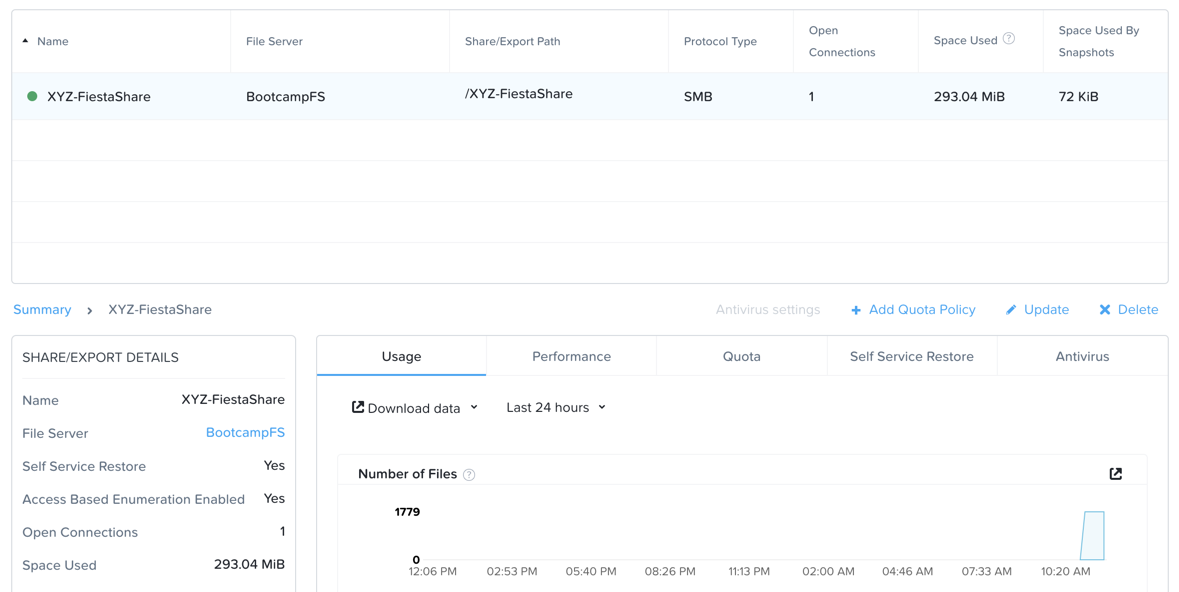 Name File Server Share/Export Path Protocol Type Open Connections Space Used ? Space Used By Snapshots
XYZ-FiestaShare BootcampFS /XYZ-FiestaShare SMB 1 293.04 MiB 72 KiB
Summary › XYZ-FiestaShare Antivirus settings + Add Quota Policy Update Delete
SHARE/EXPORT DETAILS
Name XYZ-FiestaShare
File Server BootcampFS
Self Service Restore Yes
Access Based Enumeration Enabled Yes
Open Connections 1
Space Used 293.04 MiB
Usage Performance Quota Self Service Restore Antivirus
Download data Last 24 hours
Number of Files ?
1779
0
12:06 PM 02:53 PM 05:40 PM 08:26 PM 11:13 PM 02:00 AM 04:46 AM 07:33 AM 10:20 AM